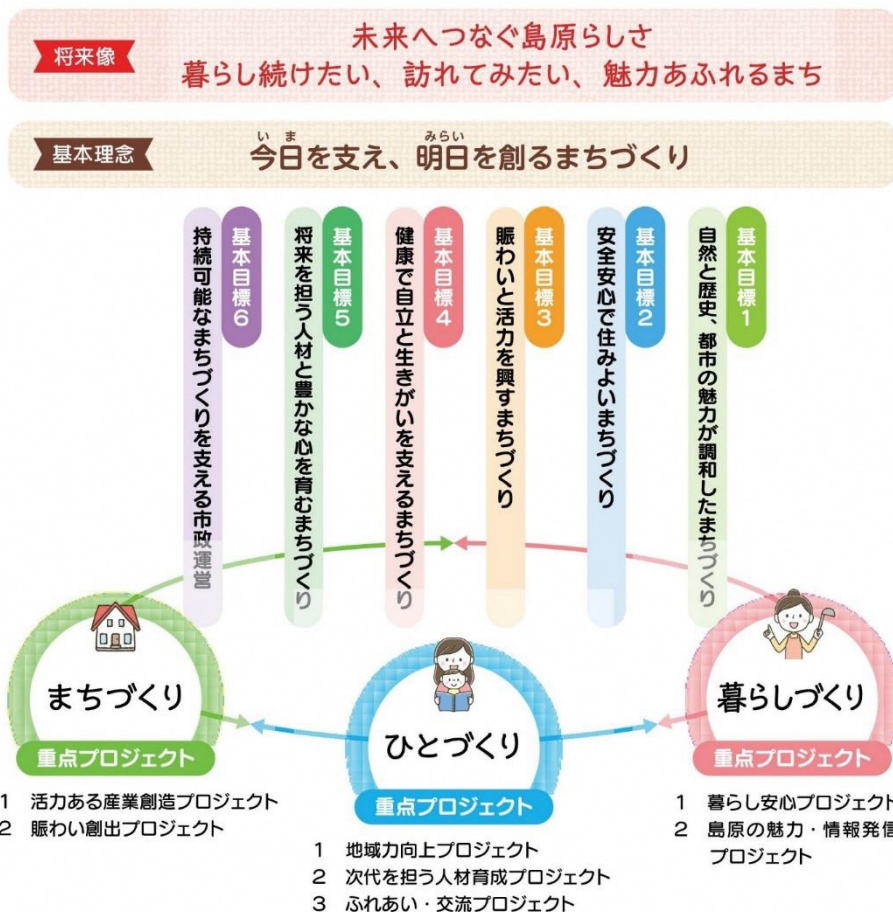 将来像
未来へつなぐ島原らしさ
暮らし続けたい、訪れてみたい、魅力あふれるまち
基本理念
いま
みらい
今日を支え、明日を創るまちづくり
基本目標1
自然と歴史、都市の魅力が調和したまちづくり
基本目標2
安全安心で住みよいまちづくり
基本目標3
賑わいと活力を興すまちづくり
基本目標4
健康で自立と生きがいを支えるまちづくり
基本目標5
将来を担う人材と豊かな心を育むまちづくり
基本目標6
持続可能なまちづくりを支える市政運営
まちづくり
重点プロジェクト
1 活力ある産業創造プロジェクト
2 賑わい創出プロジェクト
ひとづくり
重点プロジェクト
1 地域力向上プロジェクト
2 次代を担う人材育成プロジェクト
3 ふれあい・交流プロジェクト
暮らしづくり
重点プロジェクト
1 暮らし安心プロジェクト
2 島原の魅力・情報発信
プロジェクト